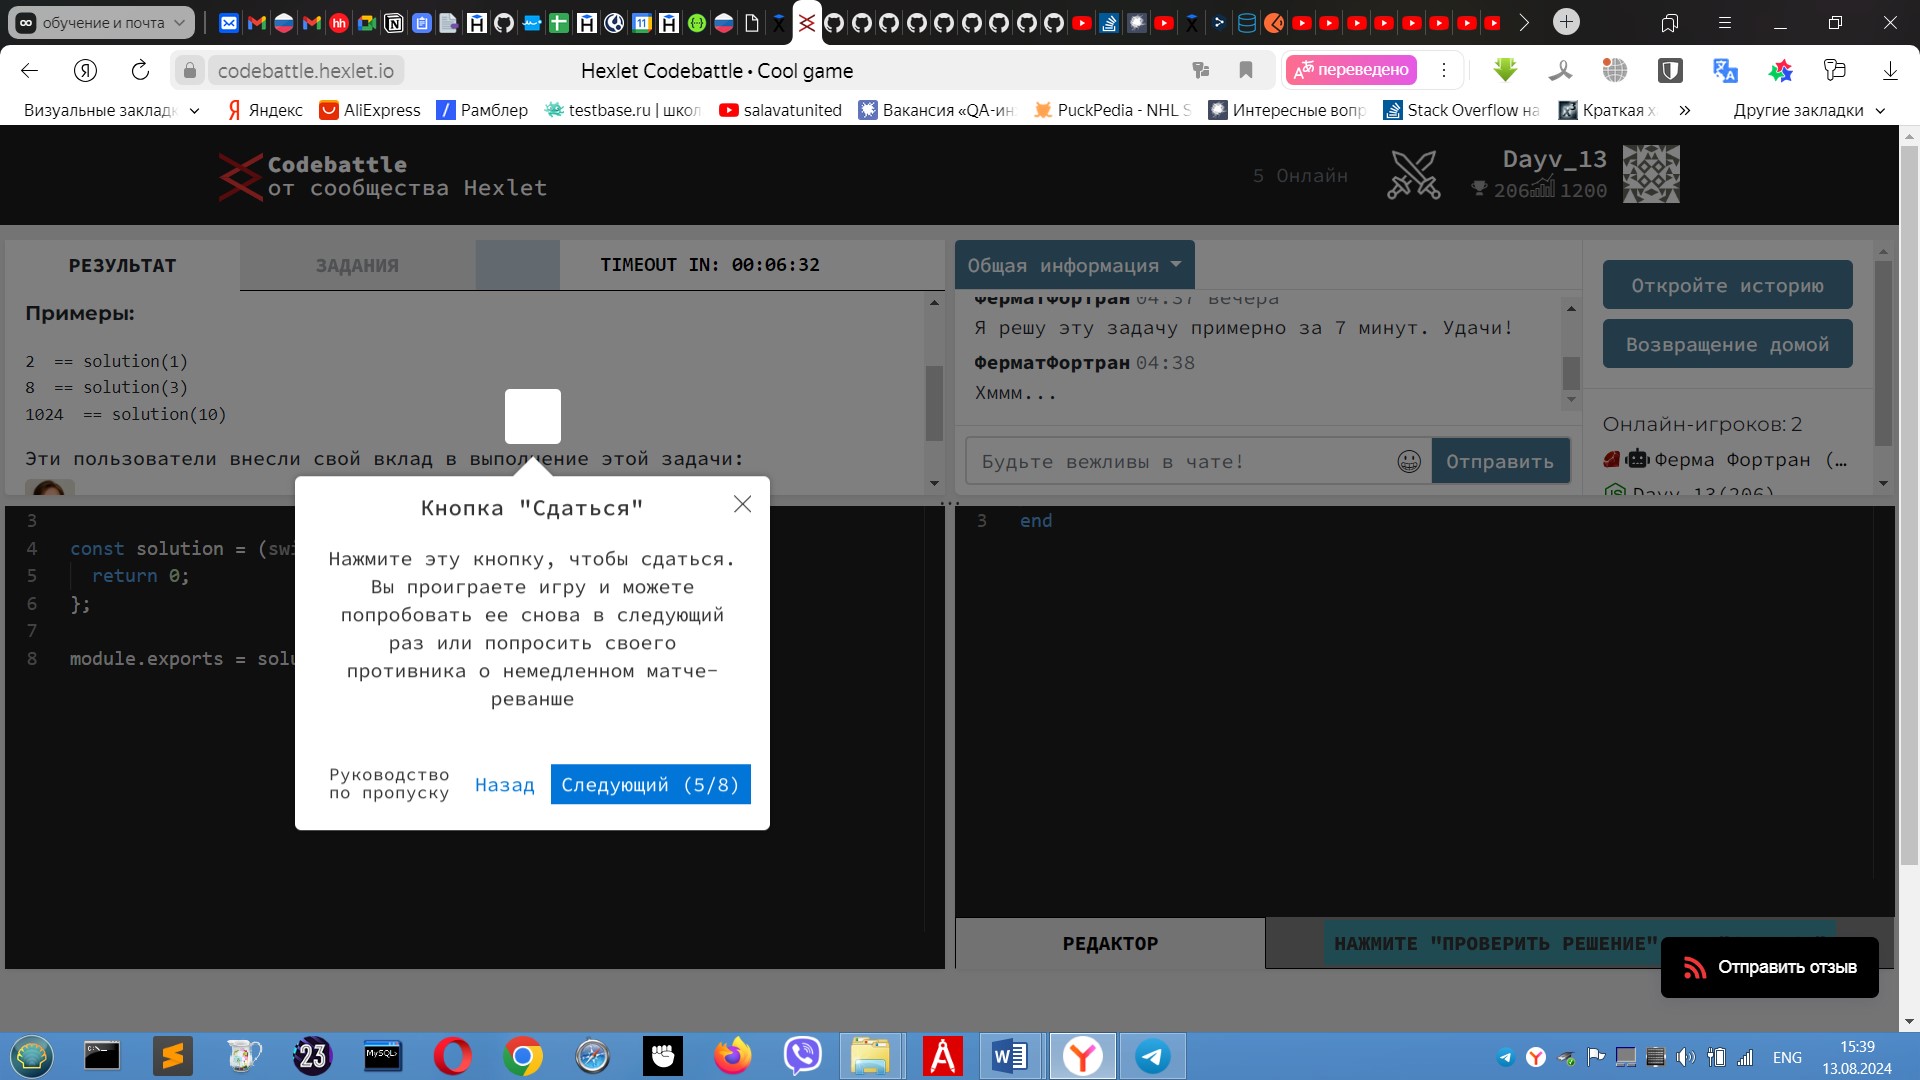 обучение и почта
codebattle.hexlet.io
Hexlet Codebattle • Cool game
переведено
Визуальные заклад
Яндекс
AliExpress
Рамблер
testbase.ru | школ
salavatunited
Вакансия «QA-ин
PuckPedia - NHL S
Интересные вопр
Stack Overflow на
Краткая х
»
Другие закладки
Codebattle
от сообщества Hexlet
5 Онлайн
Dayv_13
206
1200
РЕЗУЛЬТАТ
ЗАДАНИЯ
TIMEOUT IN: 00:06:32
Примеры:
2 == solution(1)
8 == solution(3)
1024 == solution(10)
Эти пользователи внесли свой вклад в выполнение этой задачи:
Общая информация
ФерматФортран 04:37 вечера
Я решу эту задачу примерно за 7 минут. Удачи!
ФерматФортран 04:38
Хммм...
Будьте вежливы в чате!
Отправить
Откройте историю
Возвращение домой
Онлайн-игроков: 2
Ферма Фортран (…
Dayv_13(206)
3
4 const solution = (swi
5 return 0;
6 };
7
8 module.exports = solu
Кнопка "Сдаться"
Нажмите эту кнопку, чтобы сдаться.
Вы проиграете игру и можете
попробовать ее снова в следующий
раз или попросить своего
противника о немедленном матче-
реванше
Руководство
по пропуску
Назад
Следующий (5/8)
3 end
РЕДАКТОР
НАЖМИТЕ "ПРОВЕРИТЬ РЕШЕНИЕ"
Отправить отзыв
23
MySQL
ENG
15:39
13.08.2024